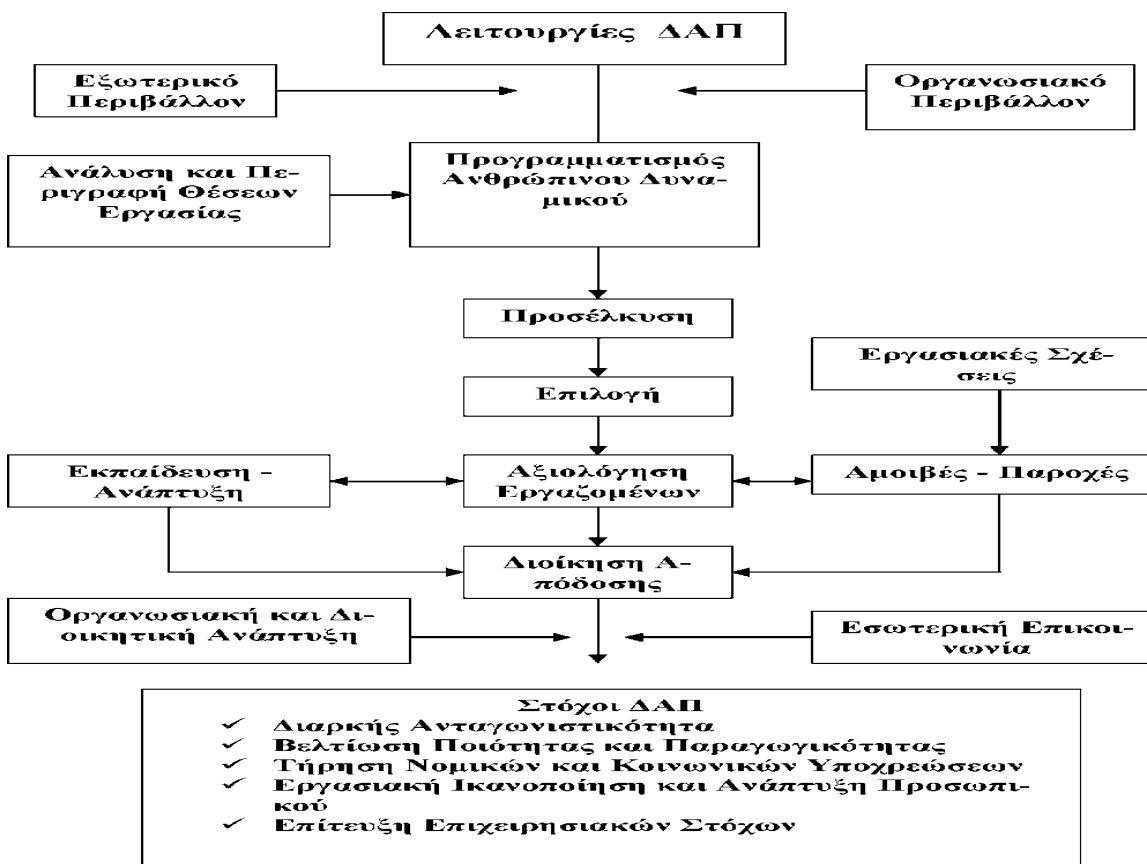 Λειτουργίες ΔΑΠ
Εξωτερικό
Περιβάλλον
Οργανωσιακό
Περιβάλλον
Ανάλυση και Πε-
ριγραφή Θέσεων
Εργασίας
Προγραμματισμός
Ανθρώπινου Δυνα-
μικού
Προσέλκυση
Επιλογή
Εργασιακές Σχέ-
σεις
Εκπαίδευση -
Ανάπτυξη
Αξιολόγηση
Εργαζομένων
Αμοιβές - Παροχές
Διοίκηση Α-
πόδοσης
Οργανωσιακή και Δι-
οικητική Ανάπτυξη
Εσωτερική Επικοι-
νωνία
Στόχοι ΔΑΠ
✓ Διαρκής Ανταγωνιστικότητα
✓ Βελτίωση Ποιότητας και Παραγωγικότητας
✓ Τήρηση Νομικών και Κοινωνικών Υποχρεώσεων
✓ Εργασιακή Ικανοποίηση και Ανάπτυξη Προσωπι-
κού
✓ Επίτευξη Επιχειρησιακών Στόχων